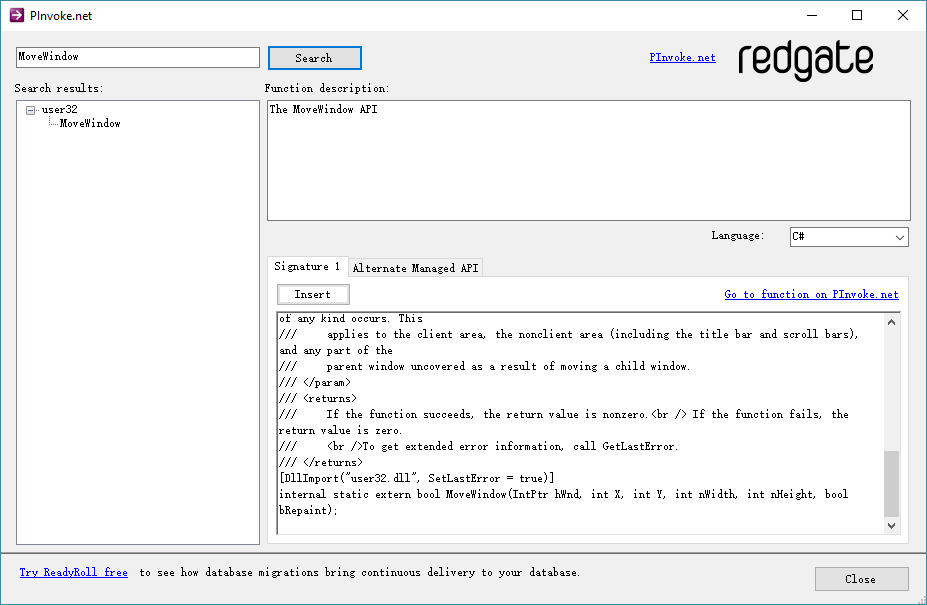 PInvoke.net
MoveWindow
Search
PInvoke.net
redgate
Search results:
Function description:
user32
MoveWindow
The MoveWindow API
Language:
C#
Signature 1
Alternate Managed API
Insert
Go to function on PInvoke.net
of any kind occurs. This
///     applies to the client area, the nonclient area (including the title bar and scroll bars),
and any part of the
///     parent window uncovered as a result of moving a child window.
/// </param>
/// <returns>
///     If the function succeeds, the return value is nonzero.<br /> If the function fails, the
return value is zero.
///     <br />To get extended error information, call GetLastError.
/// </returns>
[DllImport("user32.dll", SetLastError = true)]
internal static extern bool MoveWindow(IntPtr hWnd, int X, int Y, int nWidth, int nHeight, bool
bRepaint);
Try ReadyRoll free to see how database migrations bring continuous delivery to your database.
Close